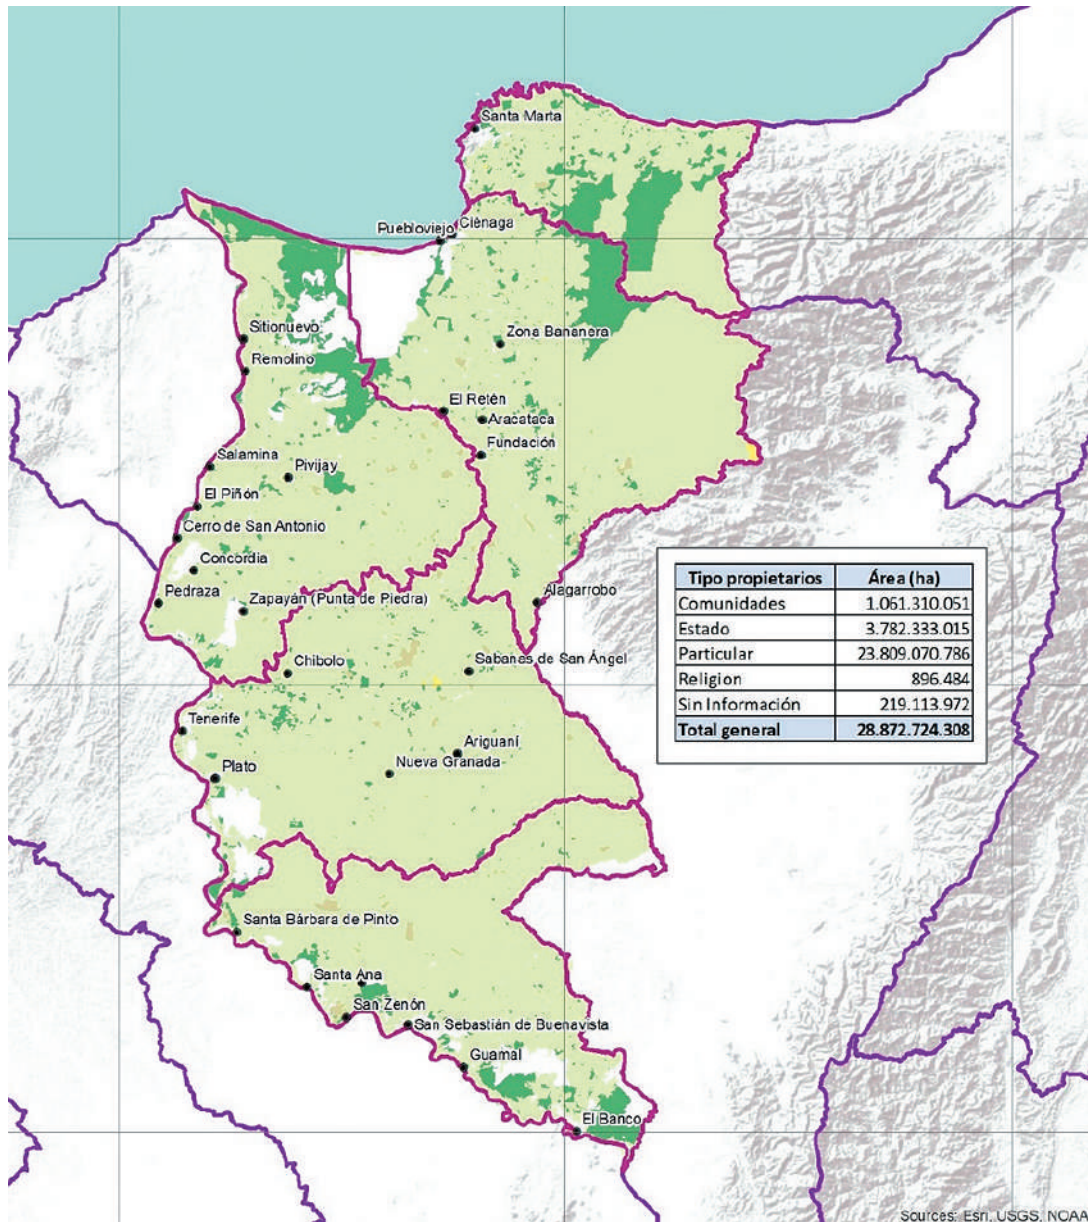 Santa Marta
Ciénaga
Puebloviejo
Zona Bananera
Sitionuevo
Remolino
El Retén
Aracataca
Fundación
Salamina
Pivijay
El Piñón
Cerro de San Antonio
Concordia
Pedraza
Zapayán (Punta de Piedra)
Alagarrobo
Chibolo
Sabanas de San Ángel
Tenerife
Ariguaní
Nueva Granada
Plato
Santa Bárbara de Pinto
Santa Ana
San Zenón
San Sebastián de Buenavista
Guamal
El Banco
Tipo propietarios Área (ha)
Comunidades 1.061.310.051
Estado 3.782.333.015
Particular 23.809.070.786
Religion 896.484
Sin Información 219.113.972
Total general 28.872.724.308
Sources: Esri, USGS, NOAA